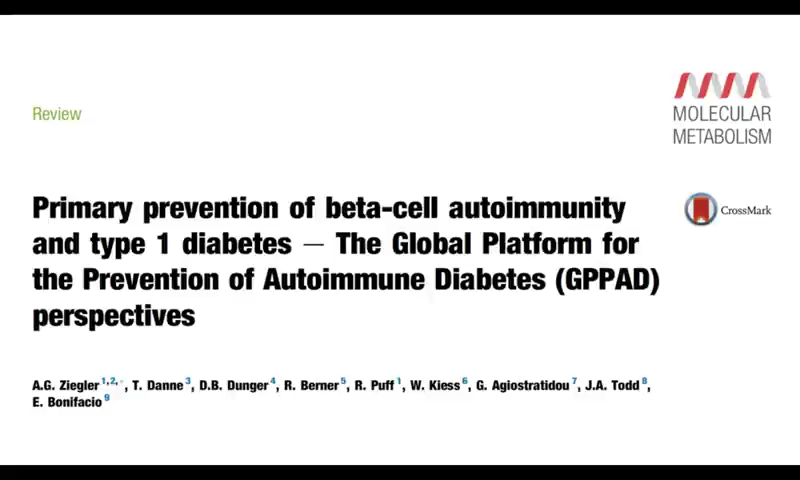 Review
MOLECULAR
METABOLISM
Primary prevention of beta-cell autoimmunity
and type 1 diabetes — The Global Platform for
the Prevention of Autoimmune Diabetes (GPPAD)
perspectives
CrossMark
A.G. Ziegler 1,2,*, T. Danne 3, D.B. Dunger 4, R. Berner 5, R. Puff 1, W. Kiess 6, G. Agiostratidou 7, J.A. Todd 8,
E. Bonifacio 9